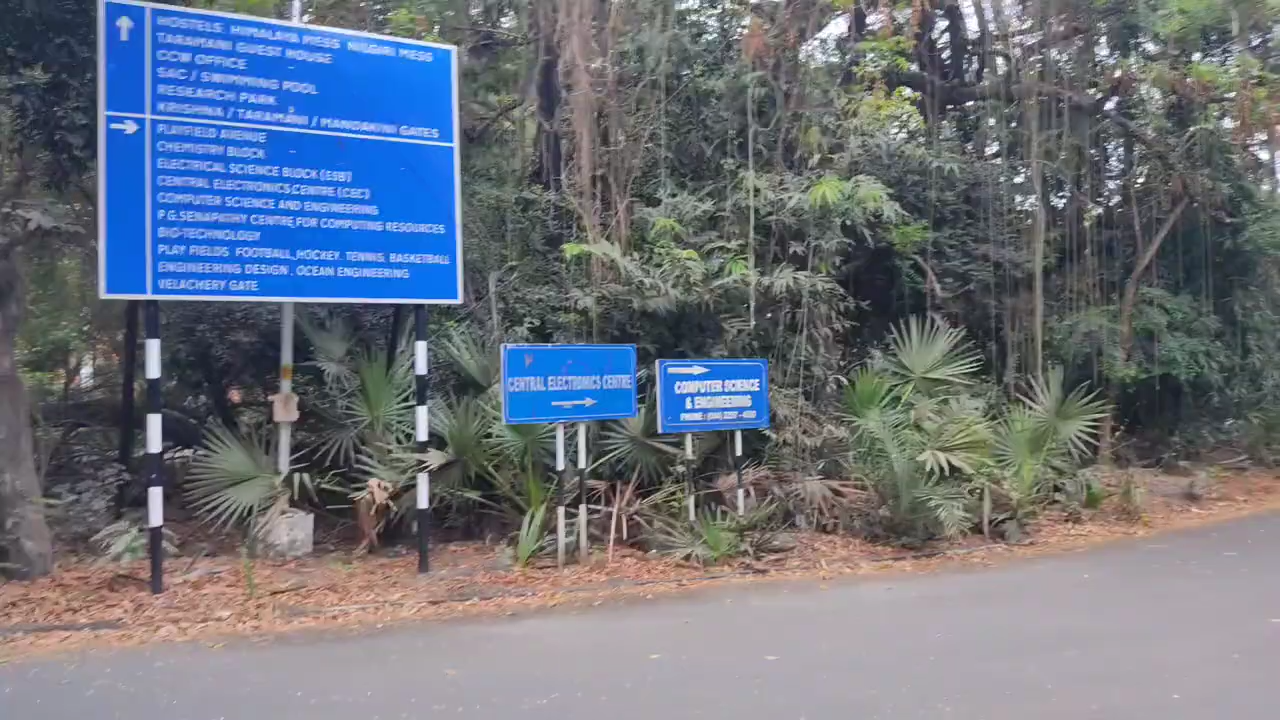 HOSTELS, HIMALAYA MESS, NILGIRI MESS
TARAMANI GUEST HOUSE
CCW OFFICE
SAC / SWIMMING POOL
RESEARCH PARK
KRISHNA / TARAMANI / MANDAKINI GATES
PLAYFIELD AVENUE
CHEMISTRY BLOCK
ELECTRICAL SCIENCE BLOCK (ESB)
CENTRAL ELECTRONICS CENTRE (CEC)
COMPUTER SCIENCE AND ENGINEERING
P.G.SENAPATHY CENTRE FOR COMPUTING RESOURCES
BIO-TECHNOLOGY
PLAY FIELDS FOOTBALL, HOCKEY, TENNIS, BASKETBALL
ENGINEERING DESIGN, OCEAN ENGINEERING
VELACHERY GATE
CENTRAL ELECTRONICS CENTRE
COMPUTER SCIENCE
& ENGINEERING
PHONE : (044) 2257 -